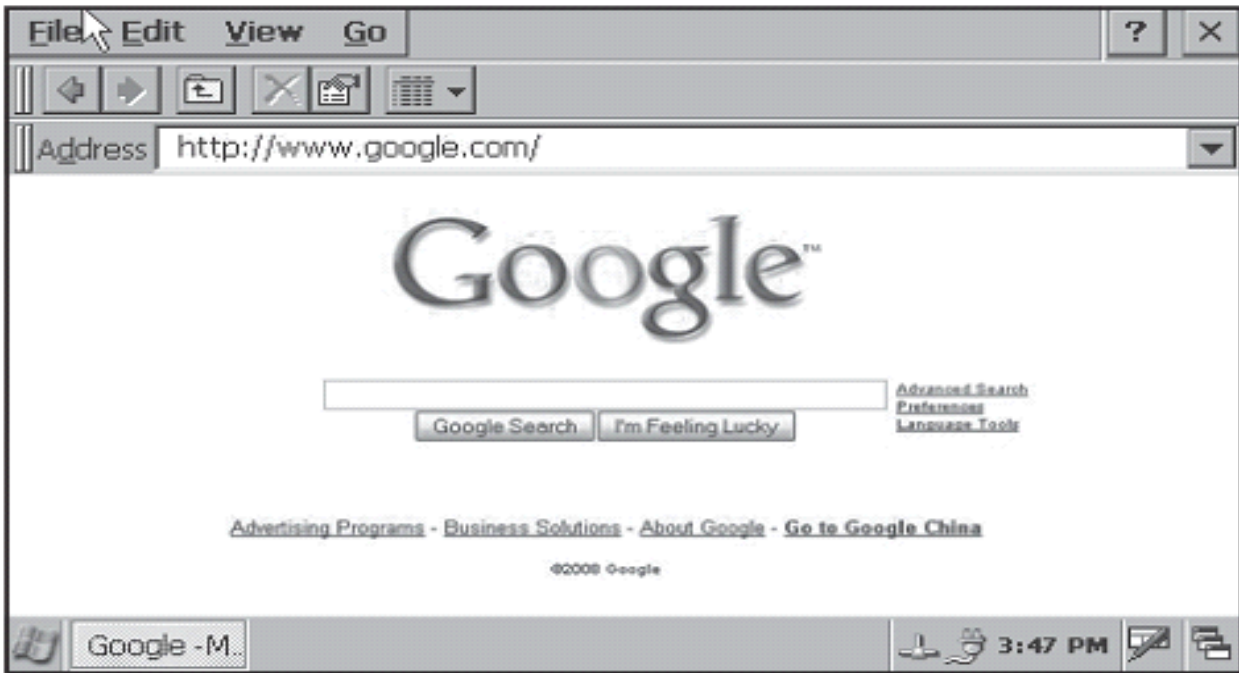 File Edit View Go ? ×
Address http://www.google.com/
Google™
Advanced Search
Preferences
Google Search I'm Feeling Lucky Language Tools
Advertising Programs - Business Solutions - About Google - Go to Google China
©2008 Google
Google -M.. 3:47 PM